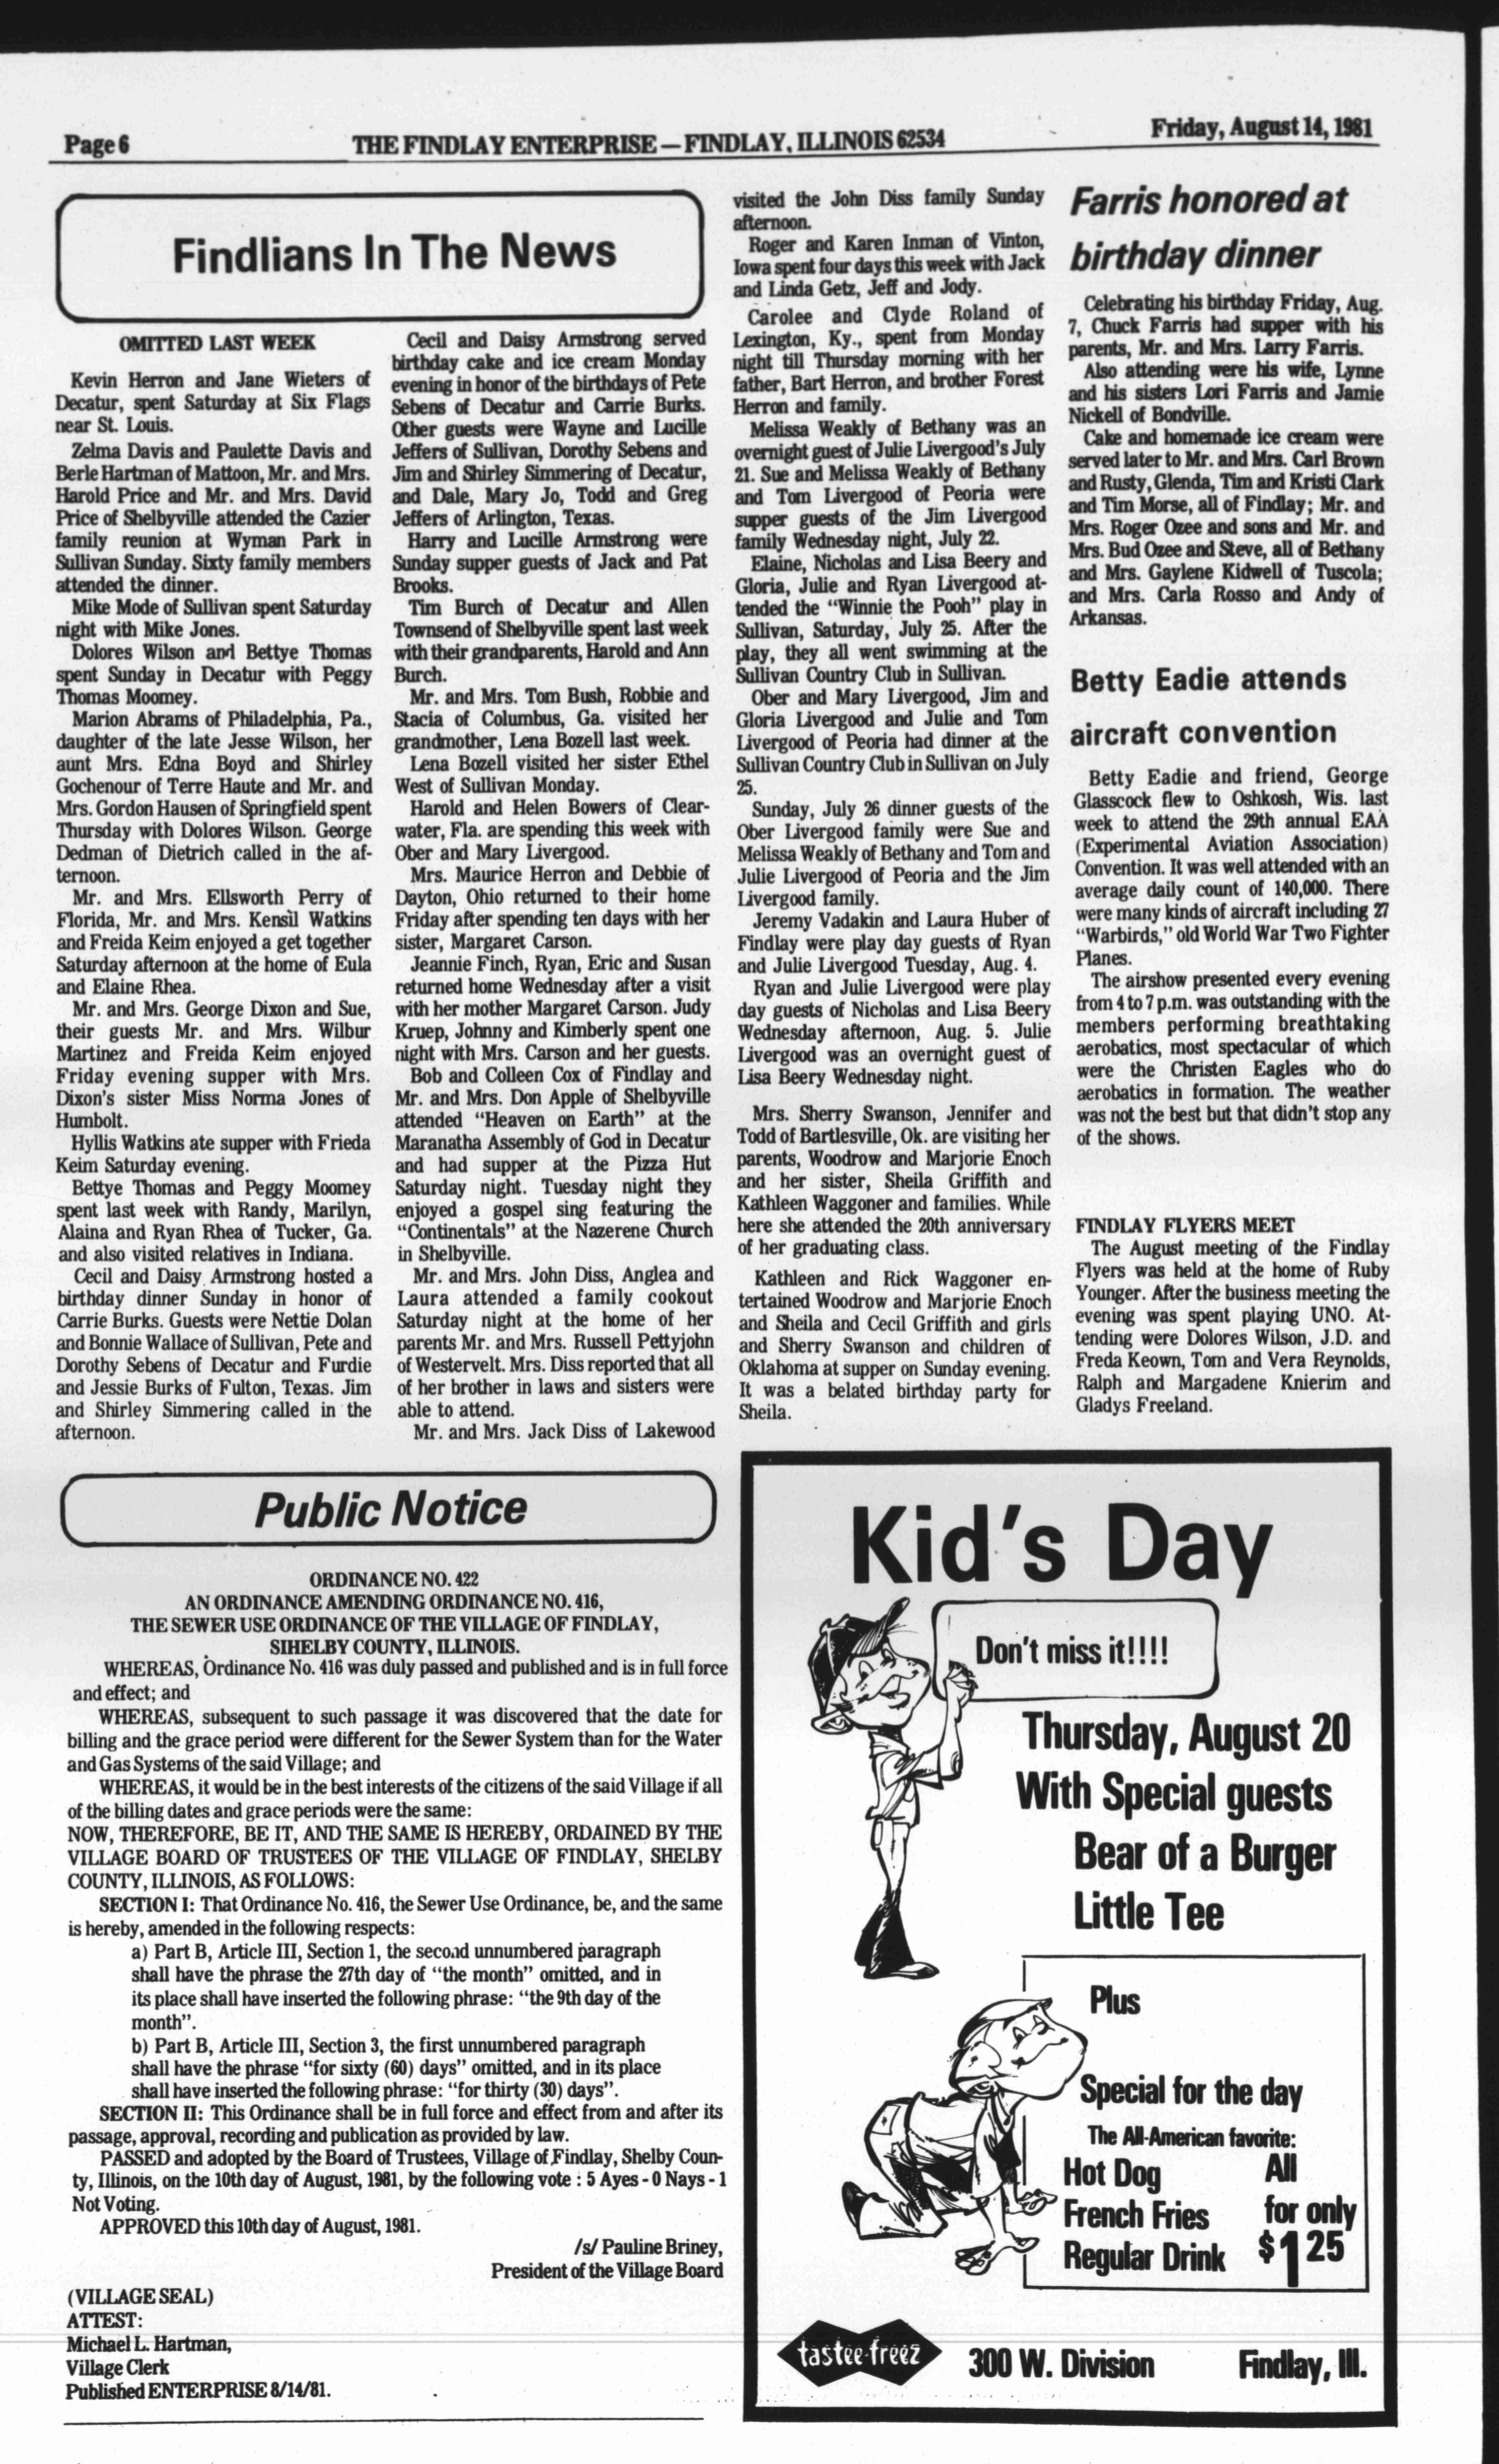 Page 6
THE FINDLAY ENTERPRISE — FINDLAY, ILLINOIS 62534
Friday, August 14, 1981
Findlians In The News
OMITTED LAST WEEK
Kevin Herron and Jane Wieters of
Decatur, spent Saturday at Six Flags
near St. Louis.
Zelma Davis and Paulette Davis and
Berle Hartman of Mattoon, Mr. and Mrs.
Harold Price and Mr. and Mrs. David
Price of Shelbyville attended the Cazier
family reunion at Wyman Park in
Sullivan Sunday. Sixty family members
attended the dinner.
Mike Mode of Sullivan spent Saturday
night with Mike Jones.
Dolores Wilson and Bettye Thomas
spent Sunday in Decatur with Peggy
Thomas Moomey.
Marion Abrams of Philadelphia, Pa.,
daughter of the late Jesse Wilson, her
aunt Mrs. Edna Boyd and Shirley
Gochenour of Terre Haute and Mr. and
Mrs. Gordon Hausen of Springfield spent
Thursday with Dolores Wilson. George
Dedman of Dietrich called in the af-
ternoon.
Mr. and Mrs. Ellsworth Perry of
Florida, Mr. and Mrs. Kensil Watkins
and Freida Keim enjoyed a get together
Saturday afternoon at the home of Eula
and Elaine Rhea.
Mr. and Mrs. George Dixon and Sue,
their guests Mr. and Mrs. Wilbur
Martinez and Freida Keim enjoyed
Friday evening supper with Mrs.
Dixon's sister Miss Norma Jones of
Humbolt.
Hyllis Watkins ate supper with Frieda
Keim Saturday evening.
Bettye Thomas and Peggy Moomey
spent last week with Randy, Marilyn,
Alaina and Ryan Rhea of Tucker, Ga.
and also visited relatives in Indiana.
Cecil and Daisy Armstrong hosted a
birthday dinner Sunday in honor of
Carrie Burks. Guests were Nettie Dolan
and Bonnie Wallace of Sullivan, Pete and
Dorothy Sebens of Decatur and Furdie
and Jessie Burks of Fulton, Texas. Jim
and Shirley Simmering called in the
afternoon.
Cecil and Daisy Armstrong served
birthday cake and ice cream Monday
evening in honor of the birthdays of Pete
Sebens of Decatur and Carrie Burks.
Other guests were Wayne and Lucille
Jeffers of Sullivan, Dorothy Sebens and
Jim and Shirley Simmering of Decatur,
and Dale, Mary Jo, Todd and Greg
Jeffers of Arlington, Texas.
Harry and Lucille Armstrong were
Sunday supper guests of Jack and Pat
Brooks.
Tim Burch of Decatur and Allen
Townsend of Shelbyville spent last week
with their grandparents, Harold and Ann
Burch.
Mr. and Mrs. Tom Bush, Robbie and
Stacia of Columbus, Ga. visited her
grandmother, Lena Bozell last week.
Lena Bozell visited her sister Ethel
West of Sullivan Monday.
Harold and Helen Bowers of Clear-
water, Fla. are spending this week with
Ober and Mary Livergood.
Mrs. Maurice Herron and Debbie of
Dayton, Ohio returned to their home
Friday after spending ten days with her
sister, Margaret Carson.
Jeannie Finch, Ryan, Eric and Susan
returned home Wednesday after a visit
with her mother Margaret Carson. Judy
Kruep, Johnny and Kimberly spent one
night with Mrs. Carson and her guests.
Bob and Colleen Cox of Findlay and
Mr. and Mrs. Don Apple of Shelbyville
attended "Heaven on Earth" at the
Maranatha Assembly of God in Decatur
and had supper at the Pizza Hut
Saturday night. Tuesday night they
enjoyed a gospel sing featuring the
"Continentals" at the Nazerene Church
in Shelbyville.
Mr. and Mrs. John Diss, Anglea and
Laura attended a family cookout
Saturday night at the home of her
parents Mr. and Mrs. Russell Pettyjohn
of Westervelt. Mrs. Diss reported that all
of her brother in laws and sisters were
able to attend.
Mr. and Mrs. Jack Diss of Lakewood
visited the John Diss family Sunday
afternoon.
Roger and Karen Inman of Vinton,
Iowa spent four days this week with Jack
and Linda Getz, Jeff and Jody.
Carolee and Clyde Roland of
Lexington, Ky., spent from Monday
night till Thursday morning with her
father, Bart Herron, and brother Forest
Herron and family.
Melissa Weakly of Bethany was an
overnight guest of Julie Livergood's July
21. Sue and Melissa Weakly of Bethany
and Tom Livergood of Peoria were
supper guests of the Jim Livergood
family Wednesday night, July 22.
Elaine, Nicholas and Lisa Beery and
Gloria, Julie and Ryan Livergood at-
tended the "Winnie the Pooh" play in
Sullivan, Saturday, July 25. After the
play, they all went swimming at the
Sullivan Country Club in Sullivan.
Ober and Mary Livergood, Jim and
Gloria Livergood and Julie and Tom
Livergood of Peoria had dinner at the
Sullivan Country Club in Sullivan on July
25.
Sunday, July 26 dinner guests of the
Ober Livergood family were Sue and
Melissa Weakly of Bethany and Tom and
Julie Livergood of Peoria and the Jim
Livergood family.
Jeremy Vadakin and Laura Huber of
Findlay were play day guests of Ryan
and Julie Livergood Tuesday, Aug. 4.
Ryan and Julie Livergood were play
day guests of Nicholas and Lisa Beery
Wednesday afternoon, Aug. 5. Julie
Livergood was an overnight guest of
Lisa Beery Wednesday night.
Mrs. Sherry Swanson, Jennifer and
Todd of Bartlesville, Ok. are visiting her
parents, Woodrow and Marjorie Enoch
and her sister, Sheila Griffith and
Kathleen Waggoner and families. While
here she attended the 20th anniversary
of her graduating class.
Kathleen and Rick Waggoner en-
tertained Woodrow and Marjorie Enoch
and Sheila and Cecil Griffith and girls
and Sherry Swanson and children of
Oklahoma at supper on Sunday evening.
It was a belated birthday party for
Sheila.
Farris honored at
birthday dinner
Celebrating his birthday Friday, Aug.
7, Chuck Farris had supper with his
parents, Mr. and Mrs. Larry Farris.
Also attending were his wife, Lynne
and his sisters Lori Farris and Jamie
Nickell of Bondville.
Cake and homemade ice cream were
served later to Mr. and Mrs. Carl Brown
and Rusty, Glenda, Tim and Kristi Clark
and Tim Morse, all of Findlay; Mr. and
Mrs. Roger Ozee and sons and Mr. and
Mrs. Bud Ozee and Steve, all of Bethany
and Mrs. Gaylene Kidwell of Tuscola;
and Mrs. Carla Rosso and Andy of
Arkansas.
Betty Eadie attends
aircraft convention
Betty Eadie and friend, George
Glasscock flew to Oshkosh, Wis. last
week to attend the 29th annual EAA
(Experimental Aviation Association)
Convention. It was well attended with an
average daily count of 140,000. There
were many kinds of aircraft including 27
"Warbirds," old World War Two Fighter
Planes.
The airshow presented every evening
from 4 to 7 p.m. was outstanding with the
members performing breathtaking
aerobatics, most spectacular of which
were the Christen Eagles who do
aerobatics in formation. The weather
was not the best but that didn't stop any
of the shows.
FINDLAY FLYERS MEET
The August meeting of the Findlay
Flyers was held at the home of Ruby
Younger. After the business meeting the
evening was spent playing UNO. At-
tending were Dolores Wilson, J.D. and
Freda Keown, Tom and Vera Reynolds,
Ralph and Margadene Knierim and
Gladys Freeland.
Public Notice
ORDINANCE NO. 422
AN ORDINANCE AMENDING ORDINANCE NO. 416,
THE SEWER USE ORDINANCE OF THE VILLAGE OF FINDLAY,
SIHELBY COUNTY, ILLINOIS.
WHEREAS, Ordinance No. 416 was duly passed and published and is in full force
and effect; and
WHEREAS, subsequent to such passage it was discovered that the date for
billing and the grace period were different for the Sewer System than for the Water
and Gas Systems of the said Village; and
WHEREAS, it would be in the best interests of the citizens of the said Village if all
of the billing dates and grace periods were the same:
NOW, THEREFORE, BE IT, AND THE SAME IS HEREBY, ORDAINED BY THE
VILLAGE BOARD OF TRUSTEES OF THE VILLAGE OF FINDLAY, SHELBY
COUNTY, ILLINOIS, AS FOLLOWS:
SECTION I: That Ordinance No. 416, the Sewer Use Ordinance, be, and the same
is hereby, amended in the following respects:
a) Part B, Article III, Section 1, the second unnumbered paragraph
shall have the phrase the 27th day of "the month" omitted, and in
its place shall have inserted the following phrase: "the 9th day of the
month".
b) Part B, Article III, Section 3, the first unnumbered paragraph
shall have the phrase "for sixty (60) days" omitted, and in its place
shall have inserted the following phrase: "for thirty (30) days".
SECTION II: This Ordinance shall be in full force and effect from and after its
passage, approval, recording and publication as provided by law.
PASSED and adopted by the Board of Trustees, Village of Findlay, Shelby Coun-
ty, Illinois, on the 10th day of August, 1981, by the following vote : 5 Ayes - 0 Nays - 1
Not Voting.
APPROVED this 10th day of August, 1981.
/s/ Pauline Briney,
President of the Village Board
(VILLAGE SEAL)
ATTEST:
Michael L. Hartman,
Village Clerk
Published ENTERPRISE 8/14/81.
Kid's Day
Don't miss it!!!!
Thursday, August 20
With Special guests
Bear of a Burger
Little Tee
Plus
Special for the day
The All-American favorite:
Hot Dog All
French Fries for only
Regular Drink $1 25
tastee-freez
300 W. Division
Findlay, Ill.